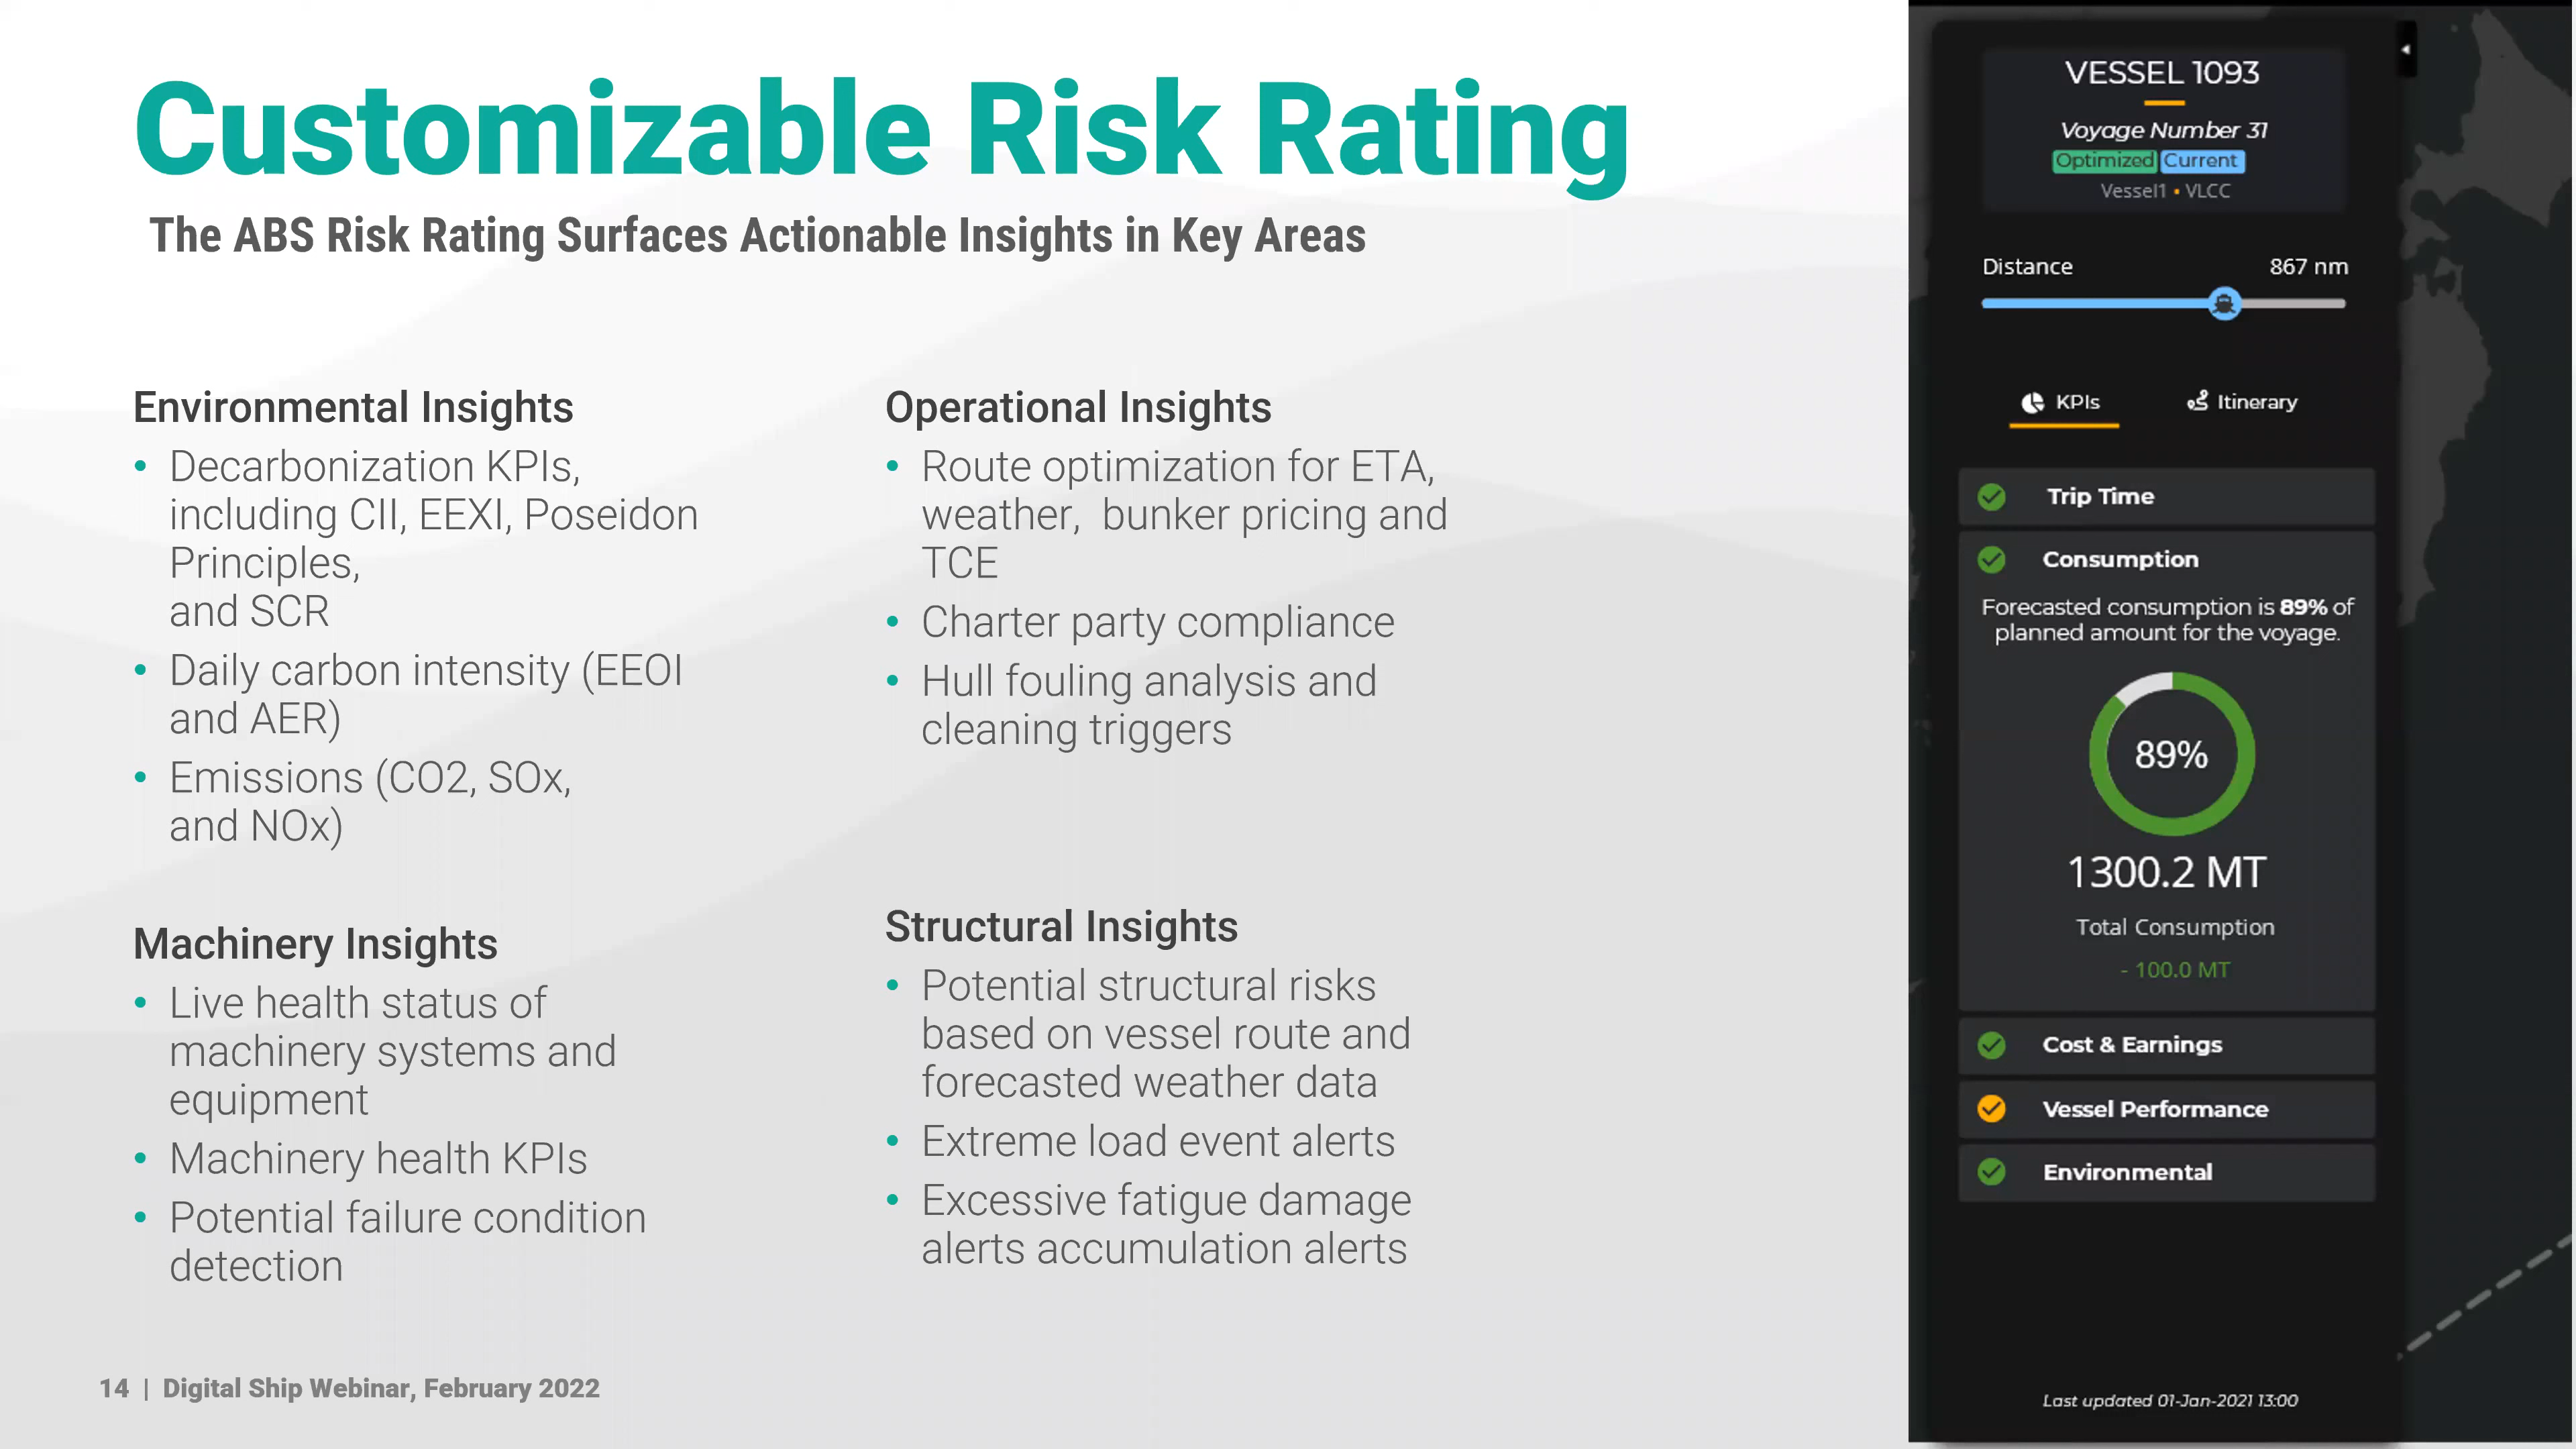 Customizable Risk Rating
The ABS Risk Rating Surfaces Actionable Insights in Key Areas
Environmental Insights
• Decarbonization KPIs,
including CII, EEXI, Poseidon
Principles,
and SCR
• Daily carbon intensity (EEOI
and AER)
• Emissions (CO2, SOx,
and NOx)
Machinery Insights
• Live health status of
machinery systems and
equipment
• Machinery health KPIs
• Potential failure condition
detection
Operational Insights
• Route optimization for ETA,
weather,  bunker pricing and
TCE
• Charter party compliance
• Hull fouling analysis and
cleaning triggers
Structural Insights
• Potential structural risks
based on vessel route and
forecasted weather data
• Extreme load event alerts
• Excessive fatigue damage
alerts accumulation alerts
14 | Digital Ship Webinar, February 2022
VESSEL 1093
Voyage Number 31
Optimized Current
Vessel1 • VLCC
Distance 867 nm
KPIs Itinerary
Trip Time
Consumption
Forecasted consumption is 89% of
planned amount for the voyage.
89%
1300.2 MT
Total Consumption
- 100.0 MT
Cost & Earnings
Vessel Performance
Environmental
Last updated 01-Jan-2021 13:00